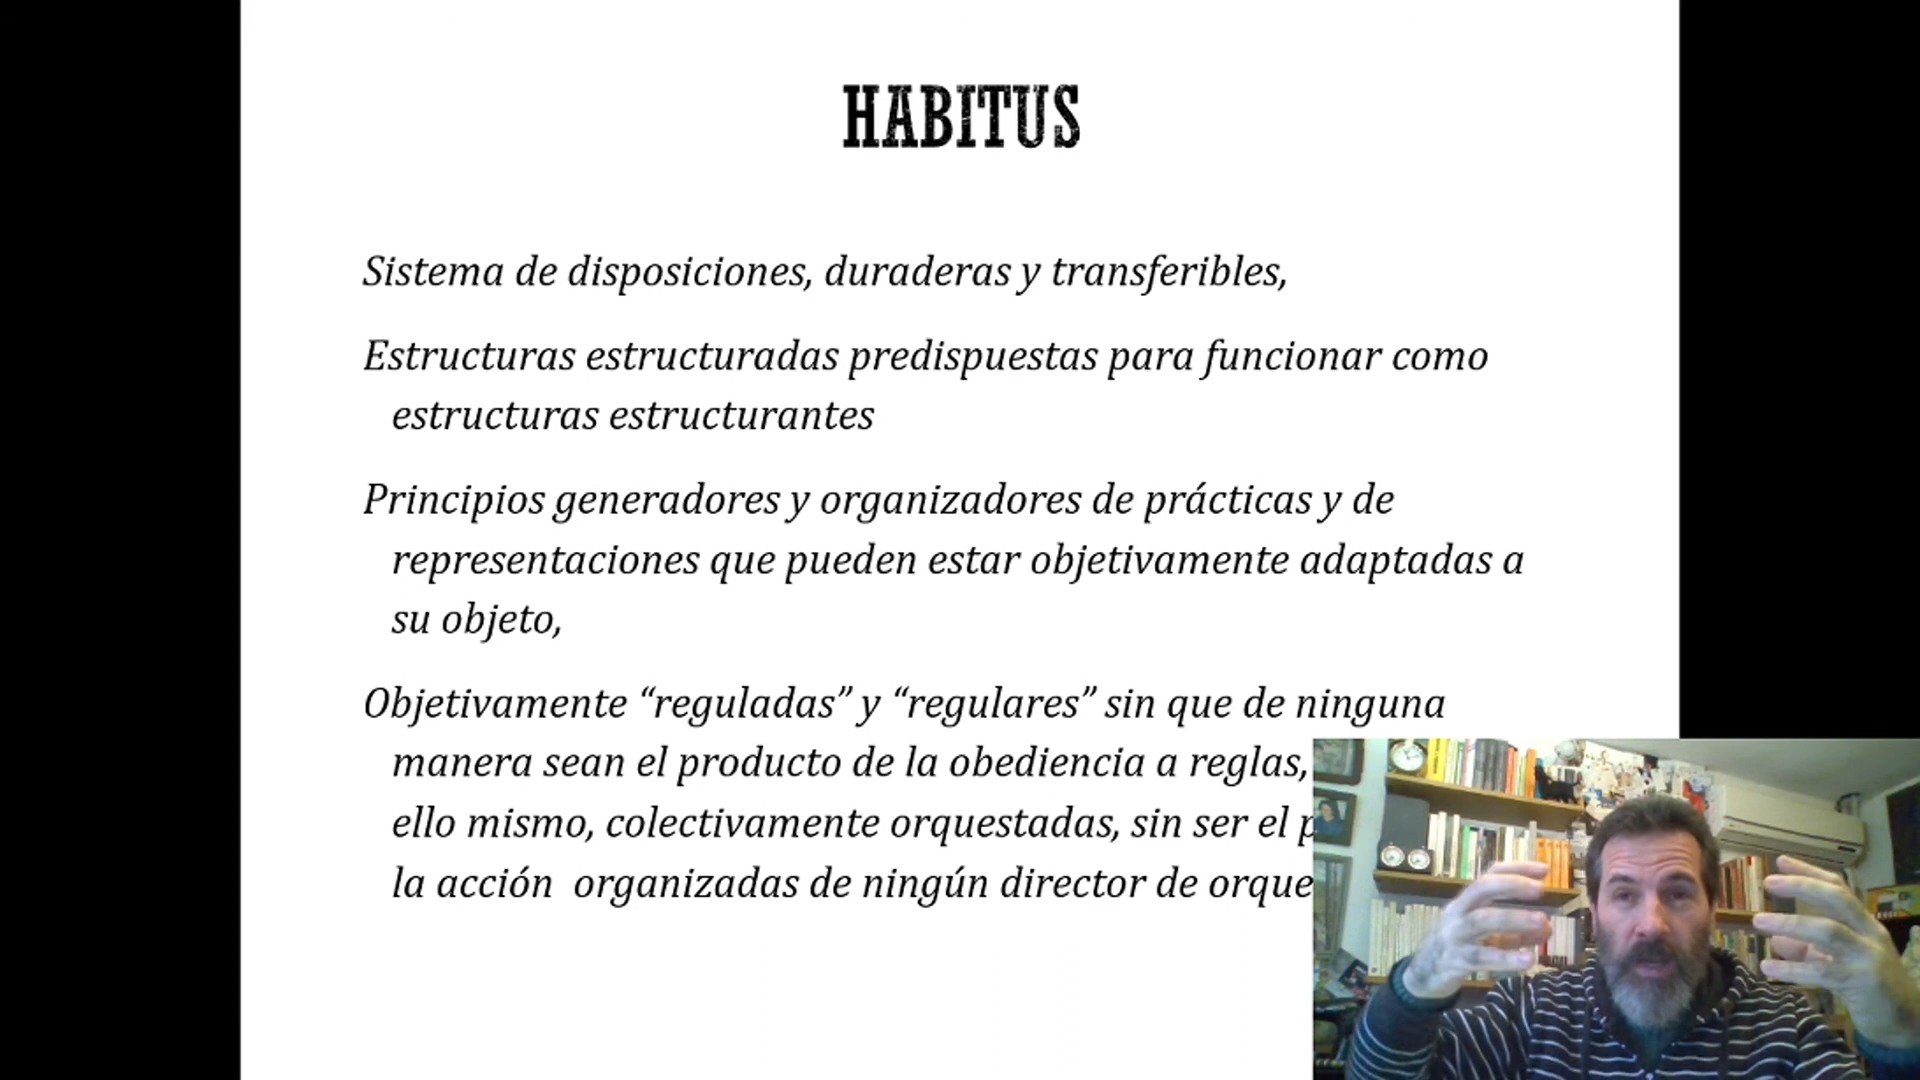 HABITUS
Sistema de disposiciones, duraderas y transferibles,
Estructuras estructuradas predispuestas para funcionar como
estructuras estructurantes
Principios generadores y organizadores de prácticas y de
representaciones que pueden estar objetivamente adaptadas a
su objeto,
Objetivamente “reguladas” y “regulares” sin que de ninguna
manera sean el producto de la obediencia a reglas,
ello mismo, colectivamente orquestadas, sin ser el
la acción organizadas de ningún director de